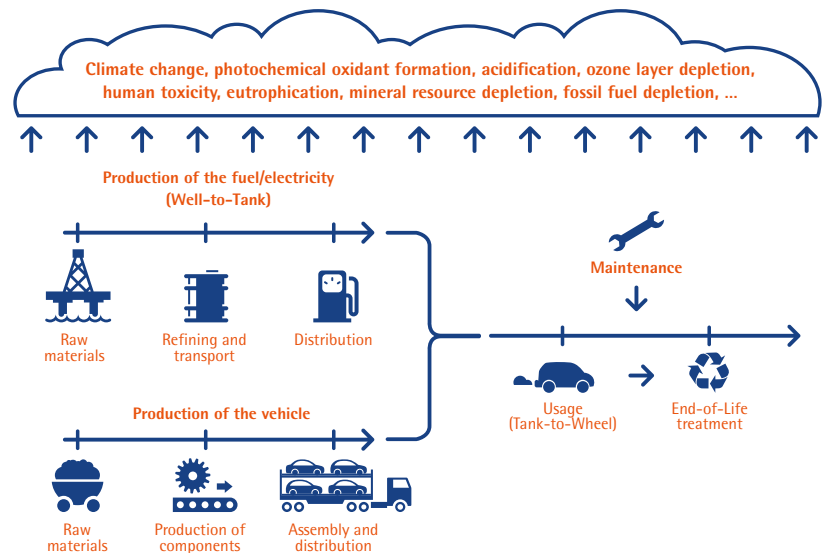 Climate change, photochemical oxidant formation, acidification, ozone layer depletion,
human toxicity, eutrophication, mineral resource depletion, fossil fuel depletion, ...
Production of the fuel/electricity
(Well-to-Tank)
Raw
materials
Refining and
transport
Distribution
Maintenance
Usage
(Tank-to-Wheel)
End-of-Life
treatment
Production of the vehicle
Raw
materials
Production of
components
Assembly and
distribution